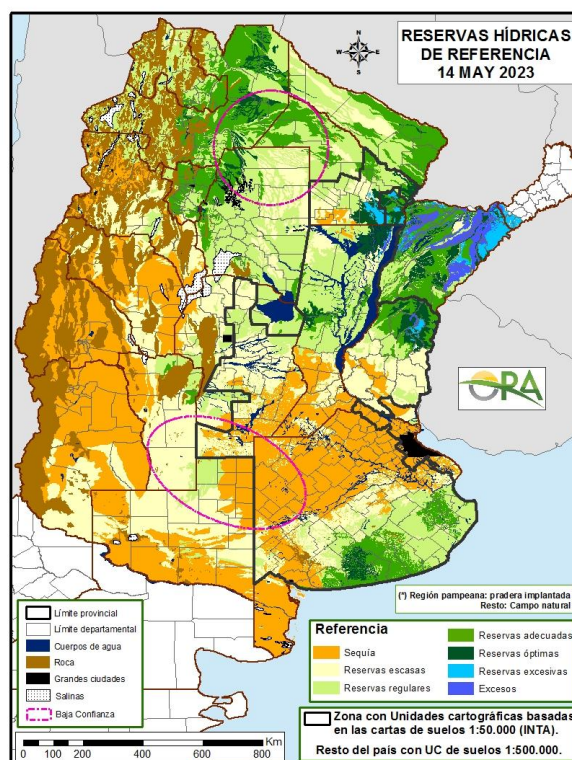 RESERVAS HÍDRICAS
DE REFERENCIA
14 MAY 2023
N
W
E
S
ORA
(*) Región pampeana: pradera implantada
Resto: Campo natural
Límite provincial
Límite departamental
Cuerpos de agua
Roca
Grandes ciudades
Salinas
Baja Confianza
Referencia
Sequía
Reservas escasas
Reservas regulares
Reservas adecuadas
Reservas óptimas
Reservas excesivas
Excesos
Zona con Unidades cartográficas basadas
en las cartas de suelos 1:50.000 (INTA).
Resto del país con UC de suelos 1:500.000.
Km
0 100 200 400 600 800